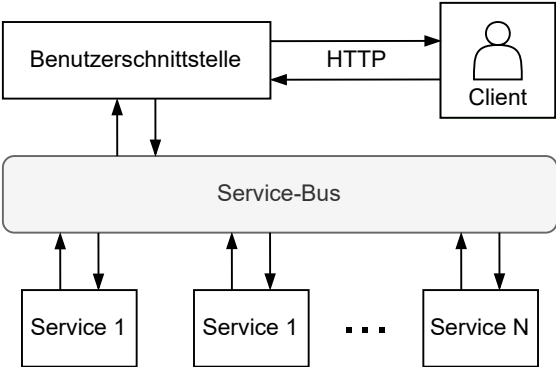 Benutzerschnittstelle
HTTP
Client
Service-Bus
Service 1
Service 1
...
Service N